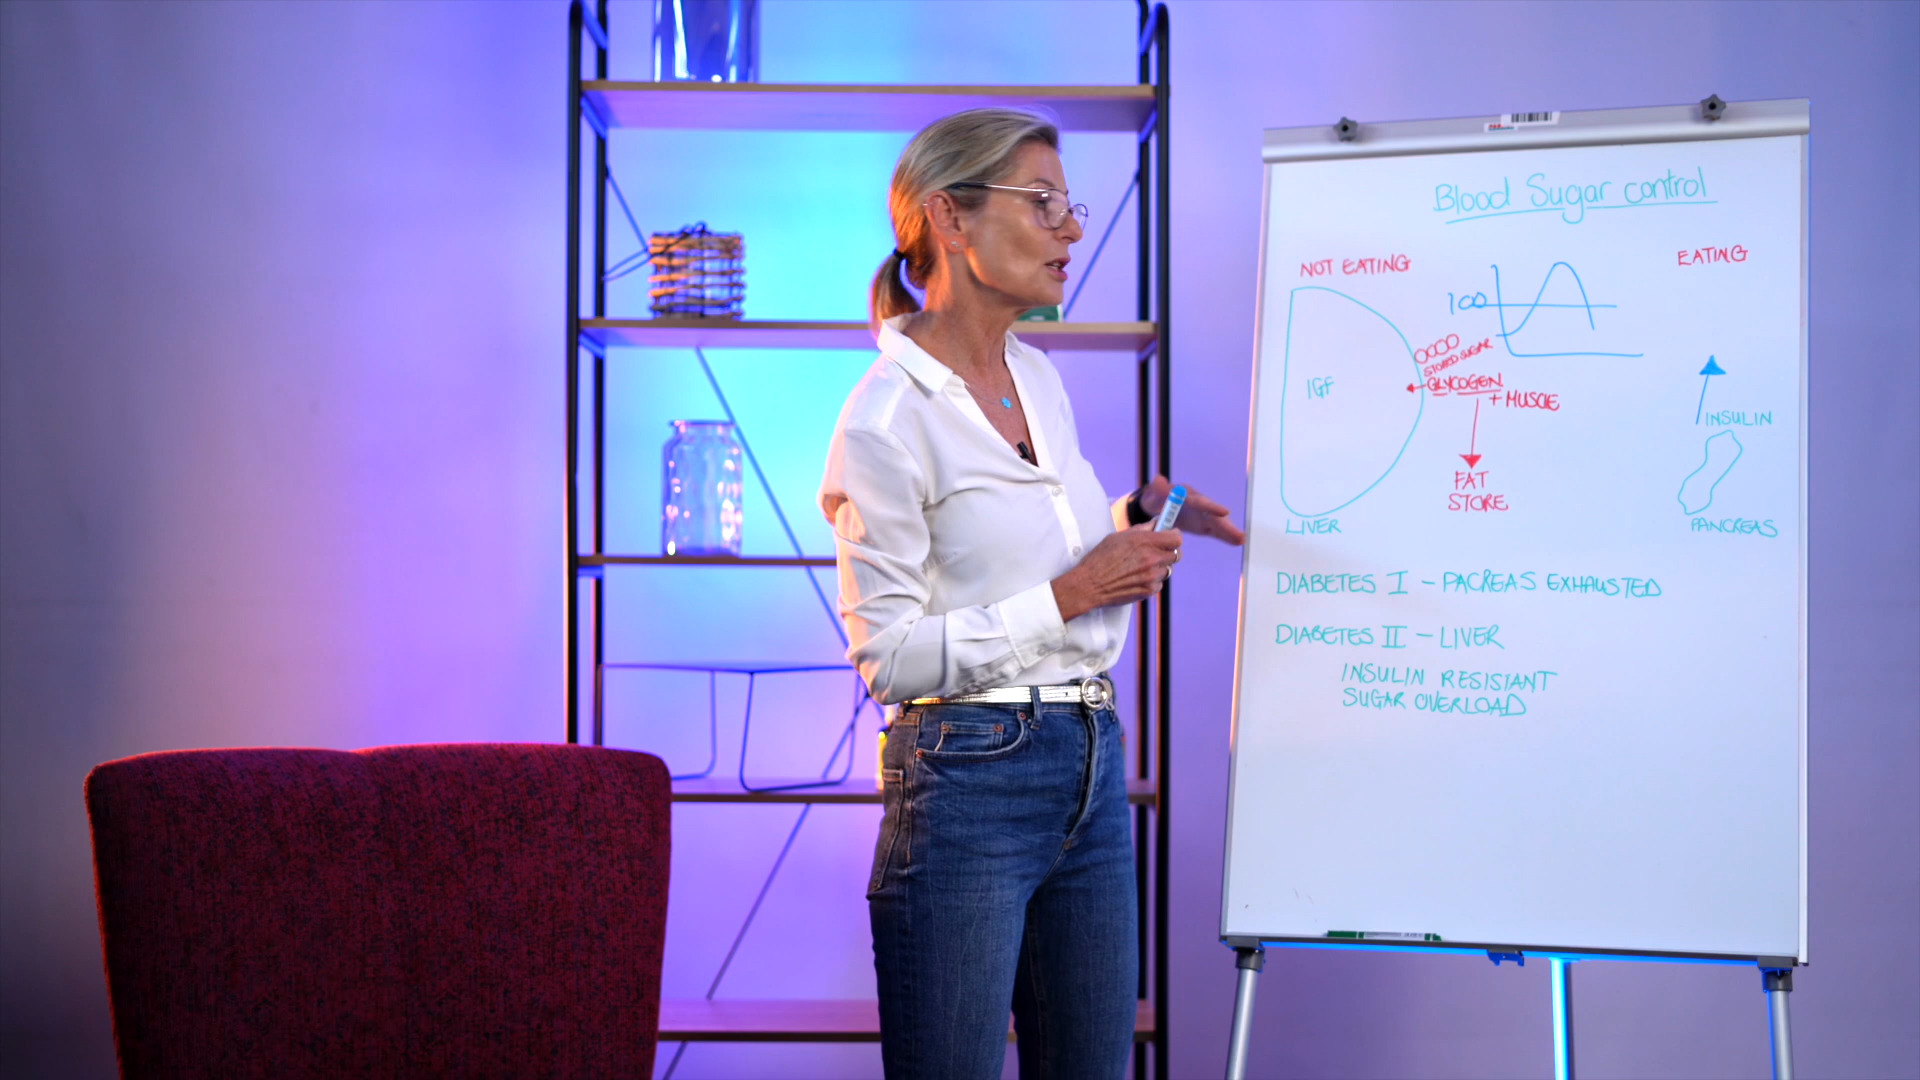 Blood Sugar control
NOT EATING
EATING
100
STORED SUGAR
IGF
GLYCOGEN
+ MUSCLE
INSULIN
FAT
STORE
LIVER
PANCREAS
DIABETES I - PACREAS EXHAUSTED
DIABETES II - LIVER
INSULIN RESISTANT
SUGAR OVERLOAD